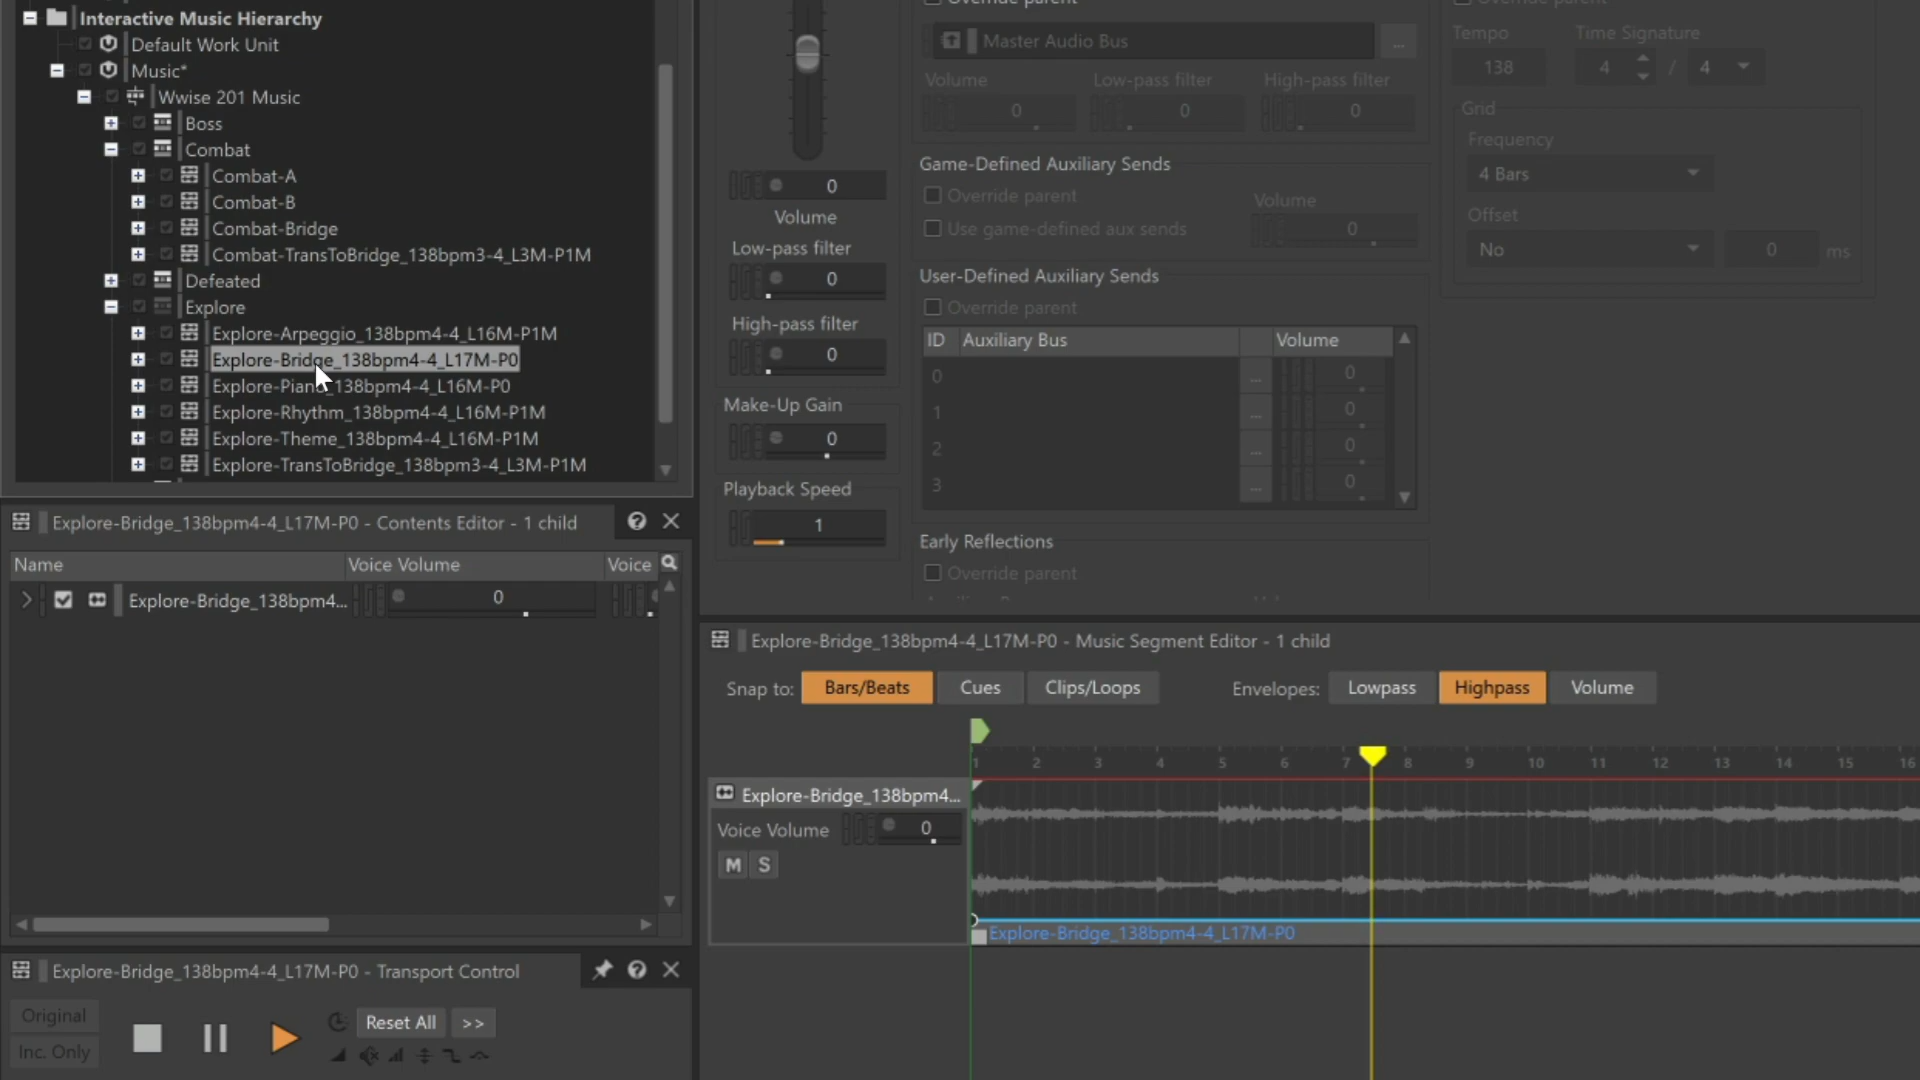 Interactive Music Hierarchy
Default Work Unit
Music*
Wwise 201 Music
Boss
Combat
Combat-A
Combat-B
Combat-Bridge
Combat-TransToBridge_138bpm3-4_L3M-P1M
Defeated
Explore
Explore-Arpeggio_138bpm4-4_L16M-P1M
Explore-Bridge_138bpm4-4_L17M-P0
Explore-Piano_138bpm4-4_L16M-P0
Explore-Rhythm_138bpm4-4_L16M-P1M
Explore-Theme_138bpm4-4_L16M-P1M
Explore-TransToBridge_138bpm3-4_L3M-P1M
Explore-Bridge_138bpm4-4_L17M-P0 - Contents Editor - 1 child
Name Voice Volume Voice
Explore-Bridge_138bpm4... 0
Explore-Bridge_138bpm4-4_L17M-P0 - Transport Control
Original
Inc. Only
Reset All >>
0
Volume
Low-pass filter
0
High-pass filter
0
Make-Up Gain
0
Playback Speed
1
Override parent
Master Audio Bus ...
Volume Low-pass filter High-pass filter
0 0 0
Game-Defined Auxiliary Sends
Override parent
Use game-defined aux sends
Volume
0
User-Defined Auxiliary Sends
Override parent
ID Auxiliary Bus Volume
0 ... 0
1 ... 0
2 ... 0
3 ... 0
Early Reflections
Override parent
Override parent
Tempo Time Signature
138 4 / 4
Grid
Frequency
4 Bars
Offset
No 0 ms
Explore-Bridge_138bpm4-4_L17M-P0 - Music Segment Editor - 1 child
Snap to: Bars/Beats Cues Clips/Loops Envelopes: Lowpass Highpass Volume
1 2 3 4 5 6 7 8 9 10 11 12 13 14 15 16
Explore-Bridge_138bpm4...
Voice Volume 0
M S
Explore-Bridge_138bpm4-4_L17M-P0